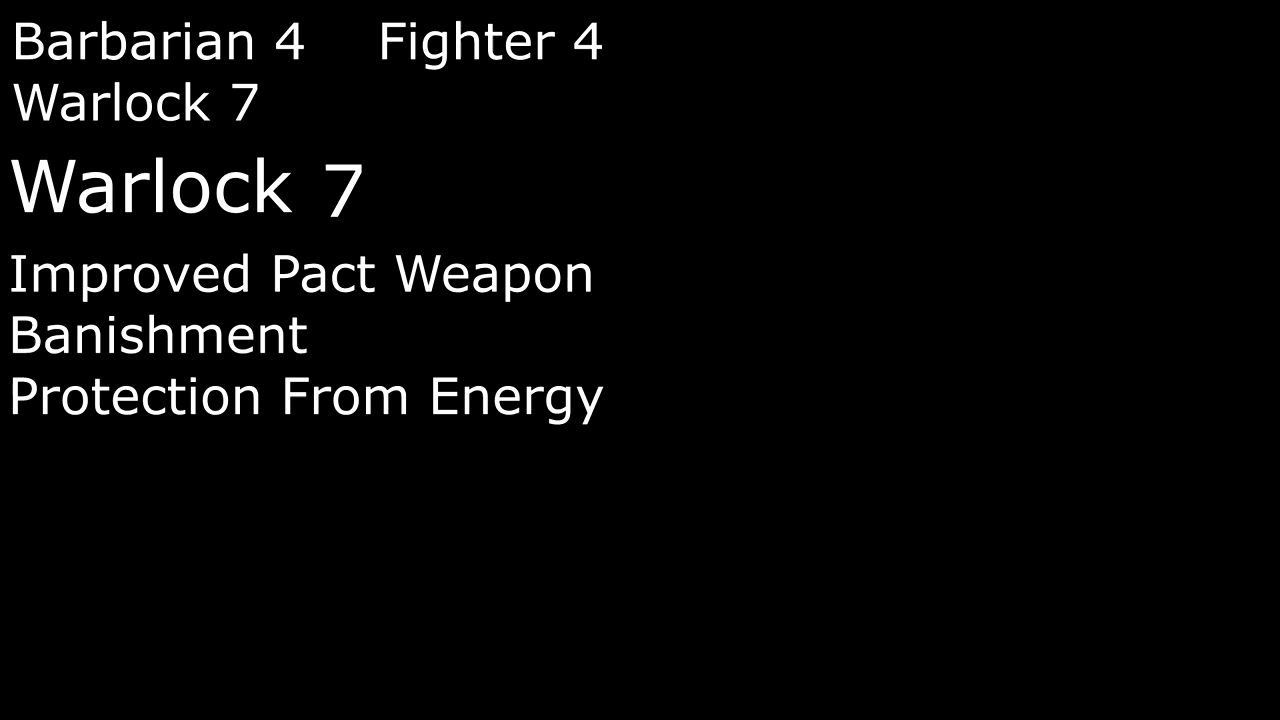 Barbarian 4 Fighter 4
Warlock 7
Warlock 7
Improved Pact Weapon
Banishment
Protection From Energy